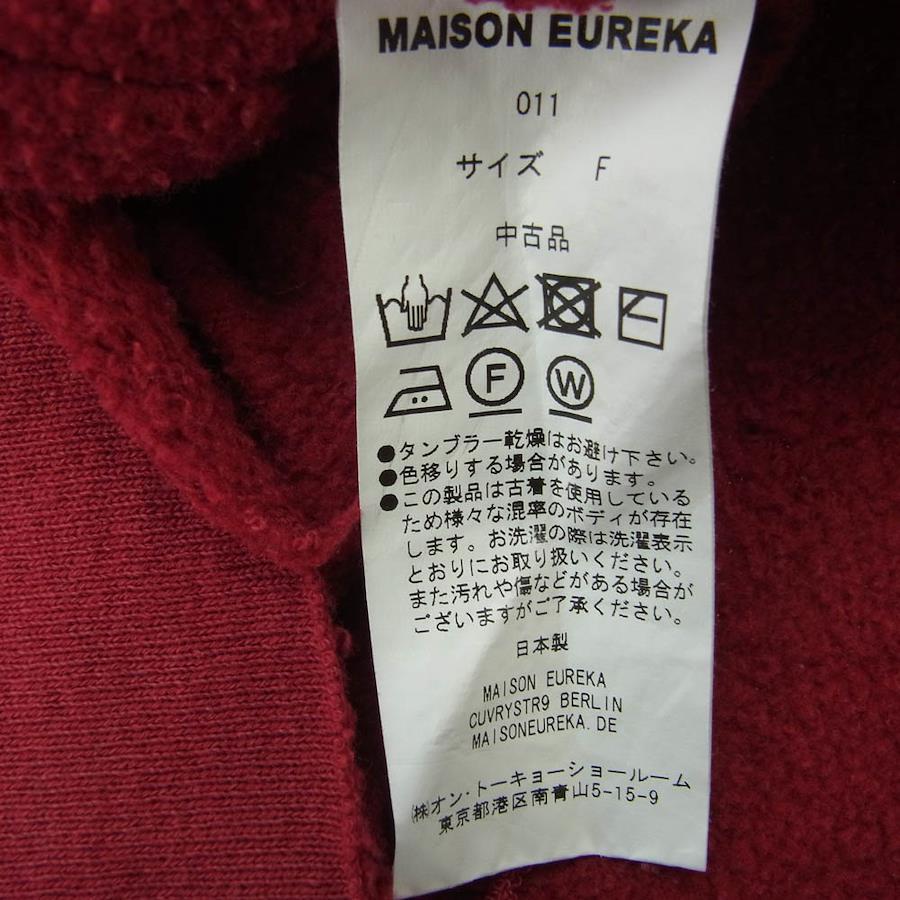 MAISON EUREKA
011
サイズ F
中古品
F W
●タンブラー乾燥はお避け下さい。
●色移りする場合があります。
●この製品は古着を使用している
ため様々な混率のボディが存在
します。お洗濯の際は洗濯表示
とおりにお取り扱いください。
また汚れや傷などがある場合が
ございますがご了承ください。
日本製
MAISON EUREKA
CUVRYSTR9 BERLIN
MAISONEUREKA.DE
㈱オン・トーキョーショールーム
東京都港区南青山5-15-9